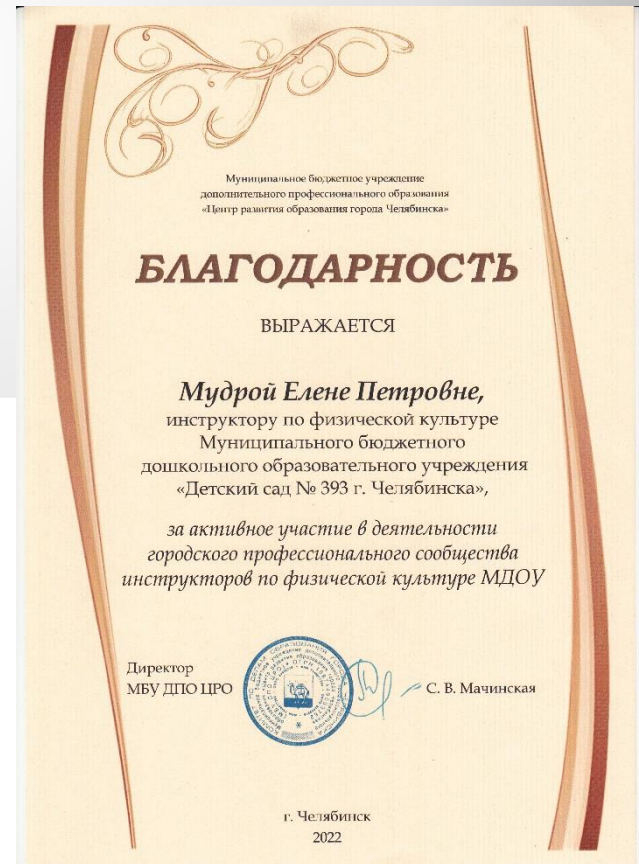 Муниципальное бюджетное учреждение
дополнительного профессионального образования
«Центр развития образования города Челябинска»
БЛАГОДАРНОСТЬ
ВЫРАЖАЕТСЯ
Мудрой Елене Петровне,
инструктору по физической культуре
Муниципального бюджетного
дошкольного образовательного учреждения
«Детский сад № 393 г. Челябинска»,
за активное участие в деятельности
городского профессионального сообщества
инструкторов по физической культуре МДОУ
Директор
МБУ ДПО ЦРО
С. В. Мачинская
г. Челябинск
2022